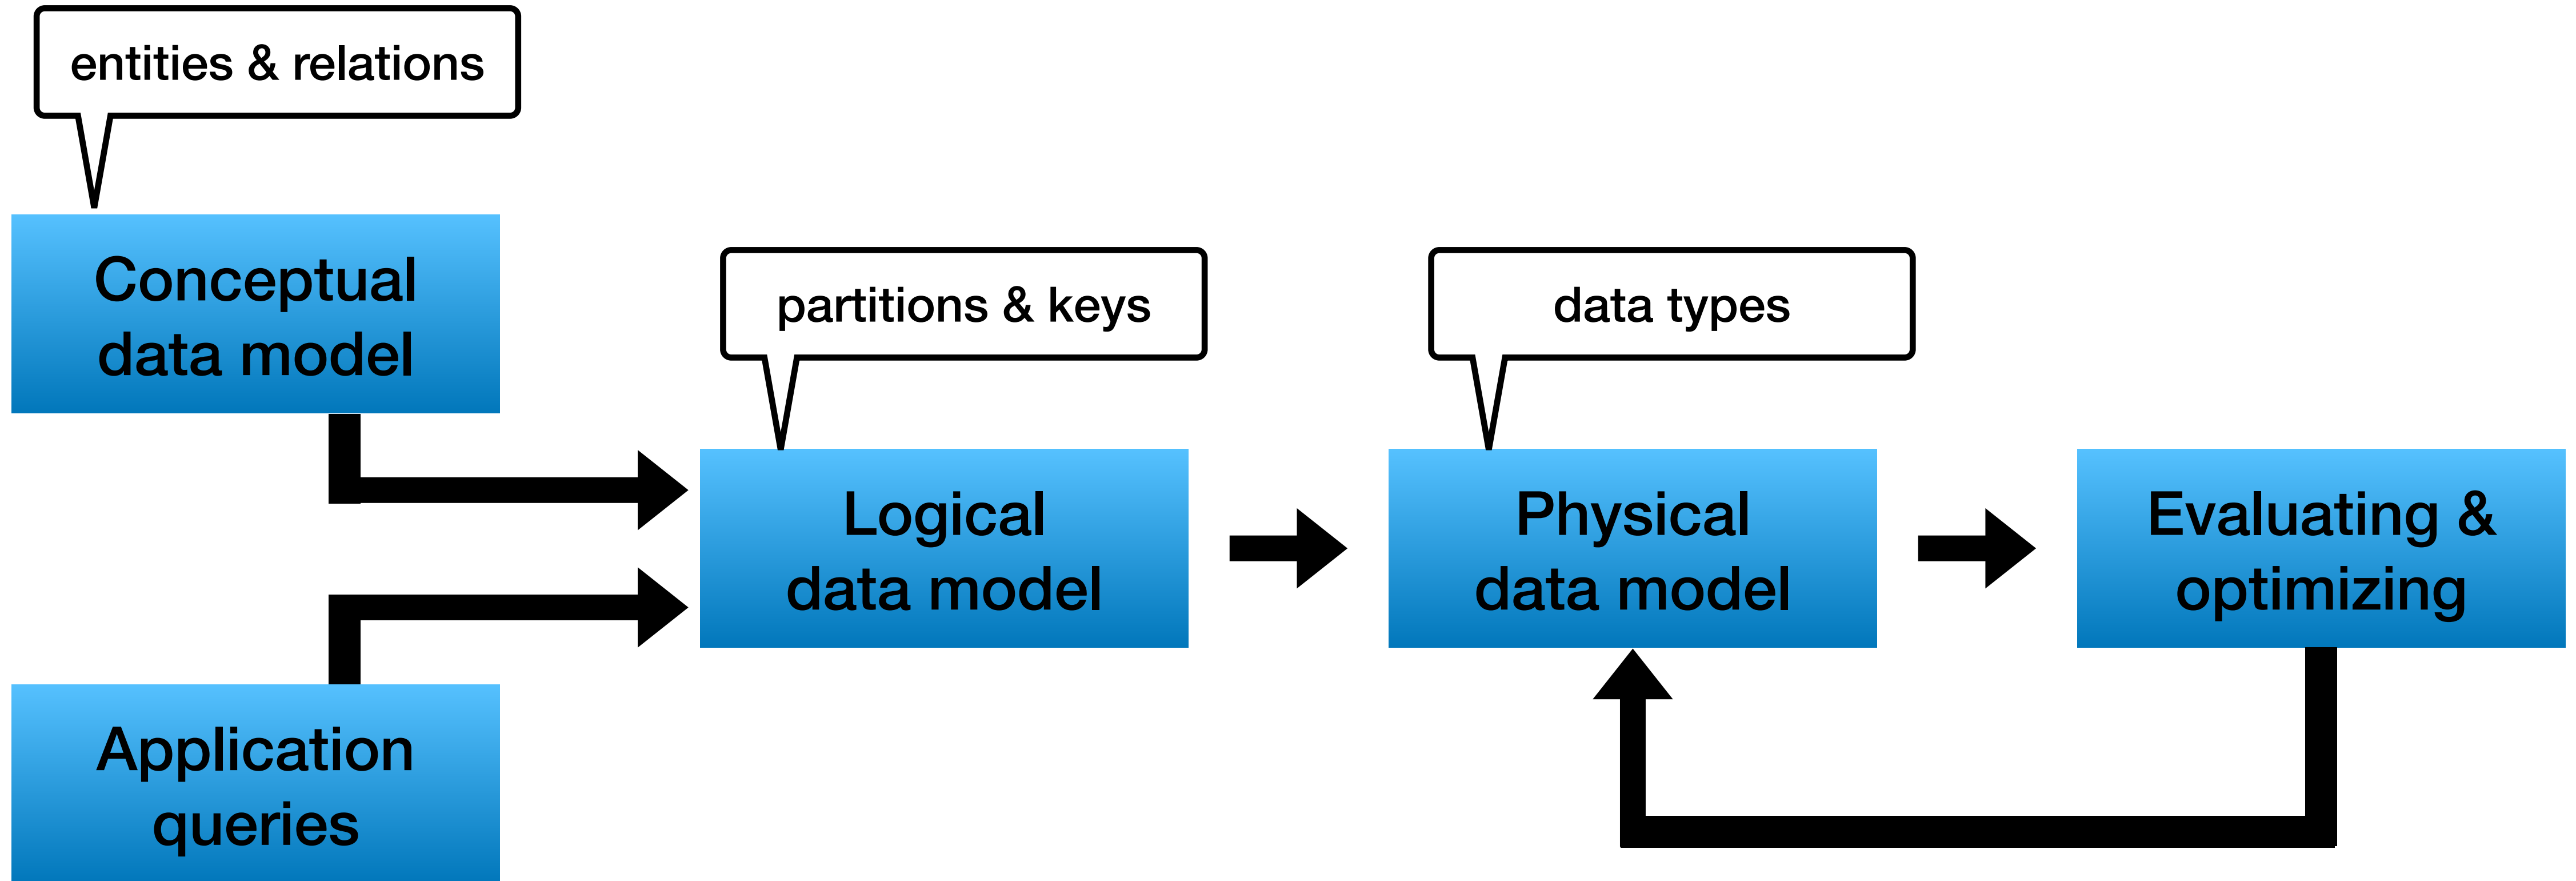 entities & relations
Conceptual
data model
Application
queries
partitions & keys
Logical
data model
data types
Physical
data model
Evaluating &
optimizing